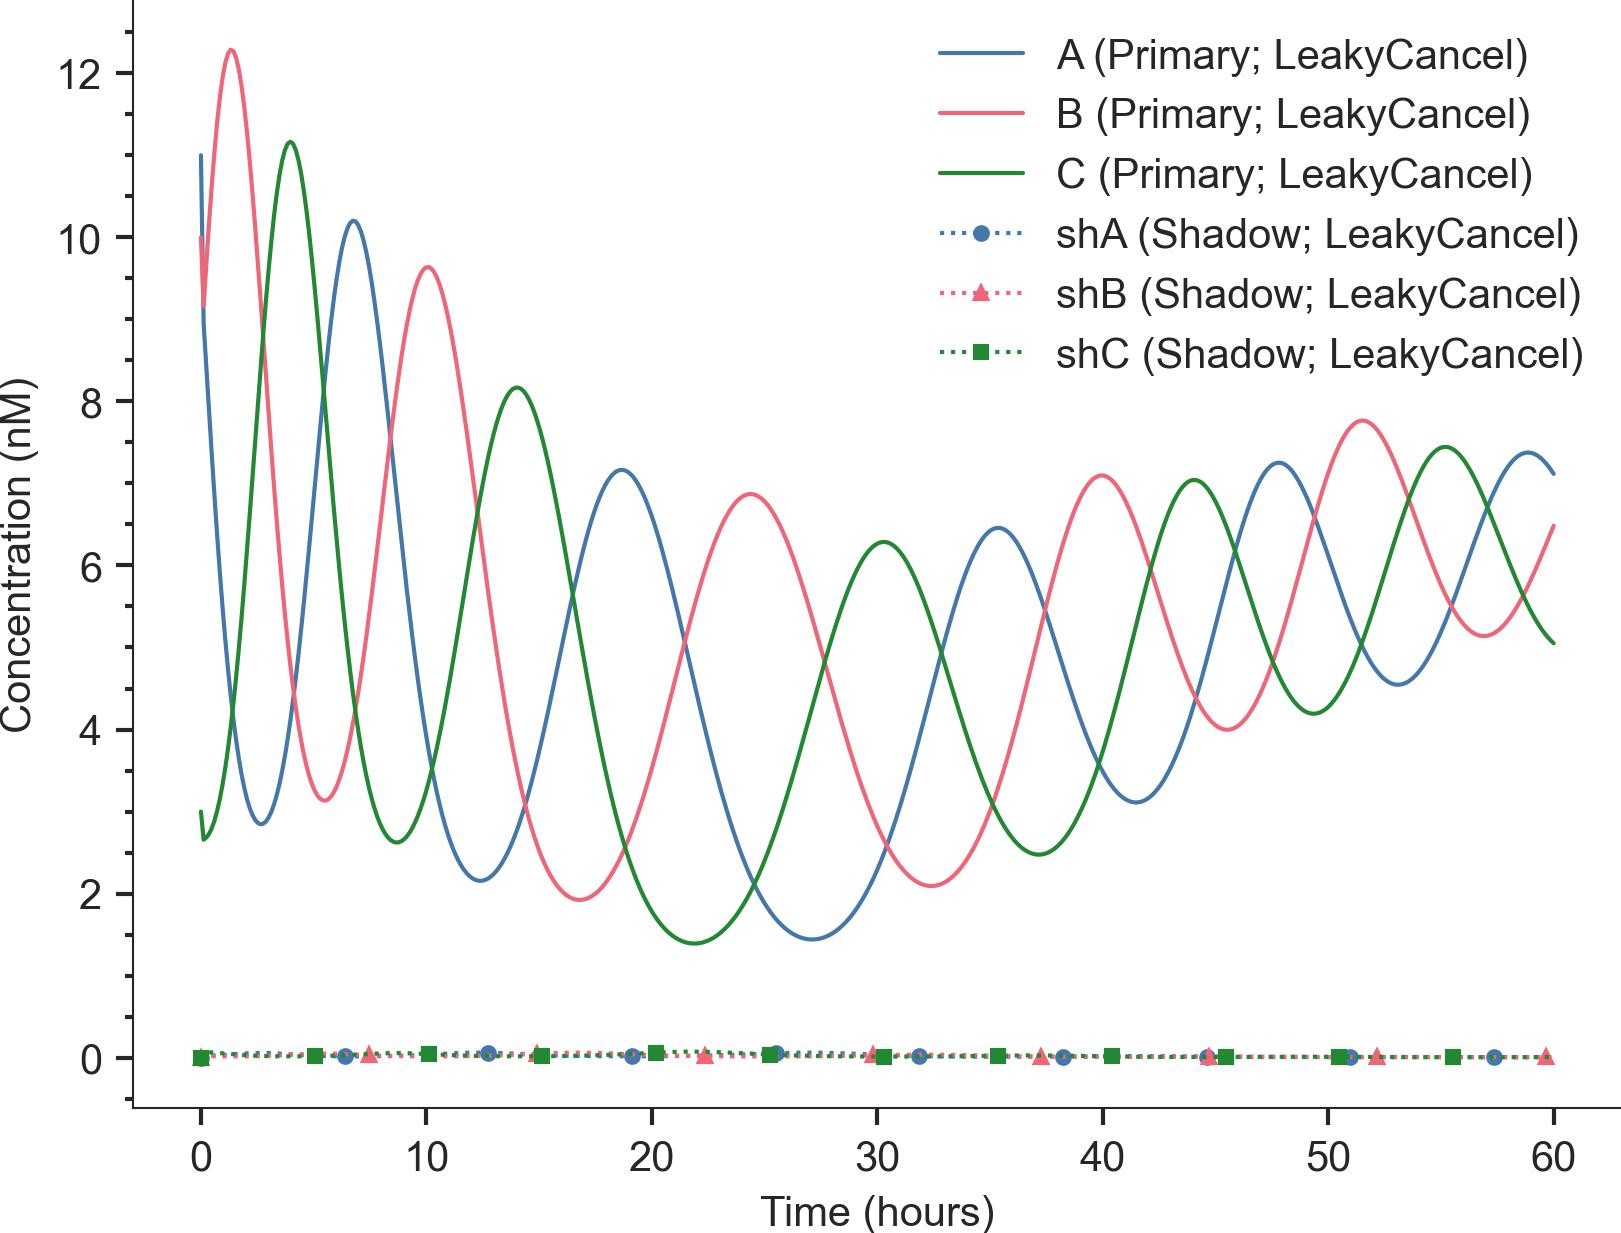 A (Primary; LeakyCancel)
B (Primary; LeakyCancel)
C (Primary; LeakyCancel)
shA (Shadow; LeakyCancel)
shB (Shadow; LeakyCancel)
shC (Shadow; LeakyCancel)
Concentration (nM)
12
10
8
6
4
2
0
0 10 20 30 40 50 60
Time (hours)